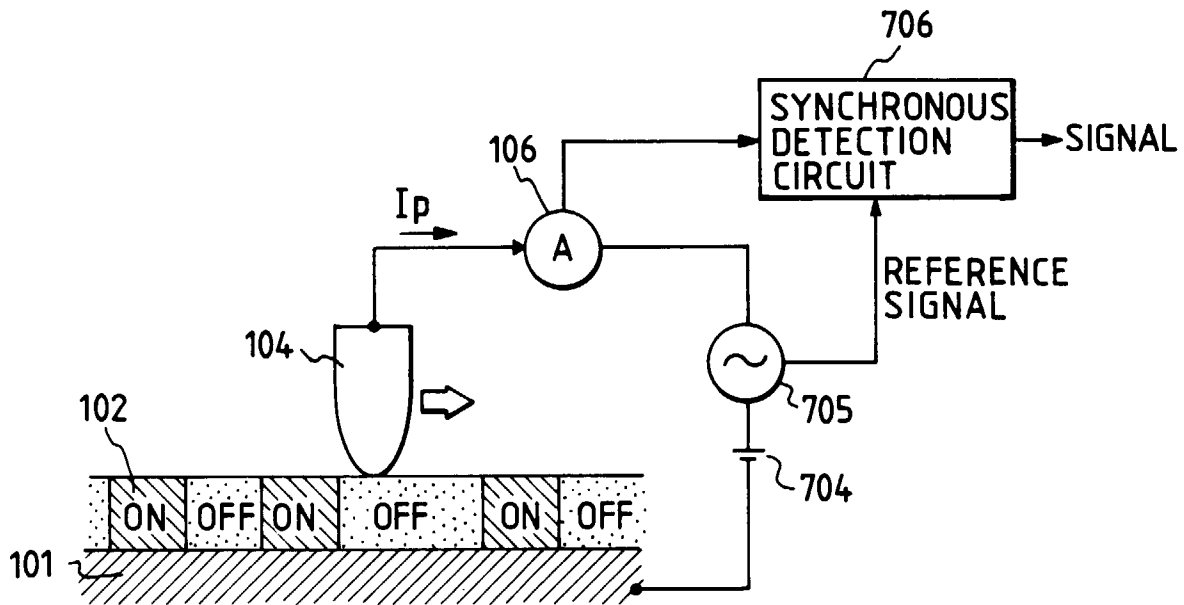 706
SYNCHRONOUS
DETECTION
CIRCUIT
SIGNAL
106
Ip
A
REFERENCE
SIGNAL
104
705
102
704
ON OFF ON OFF ON OFF
101